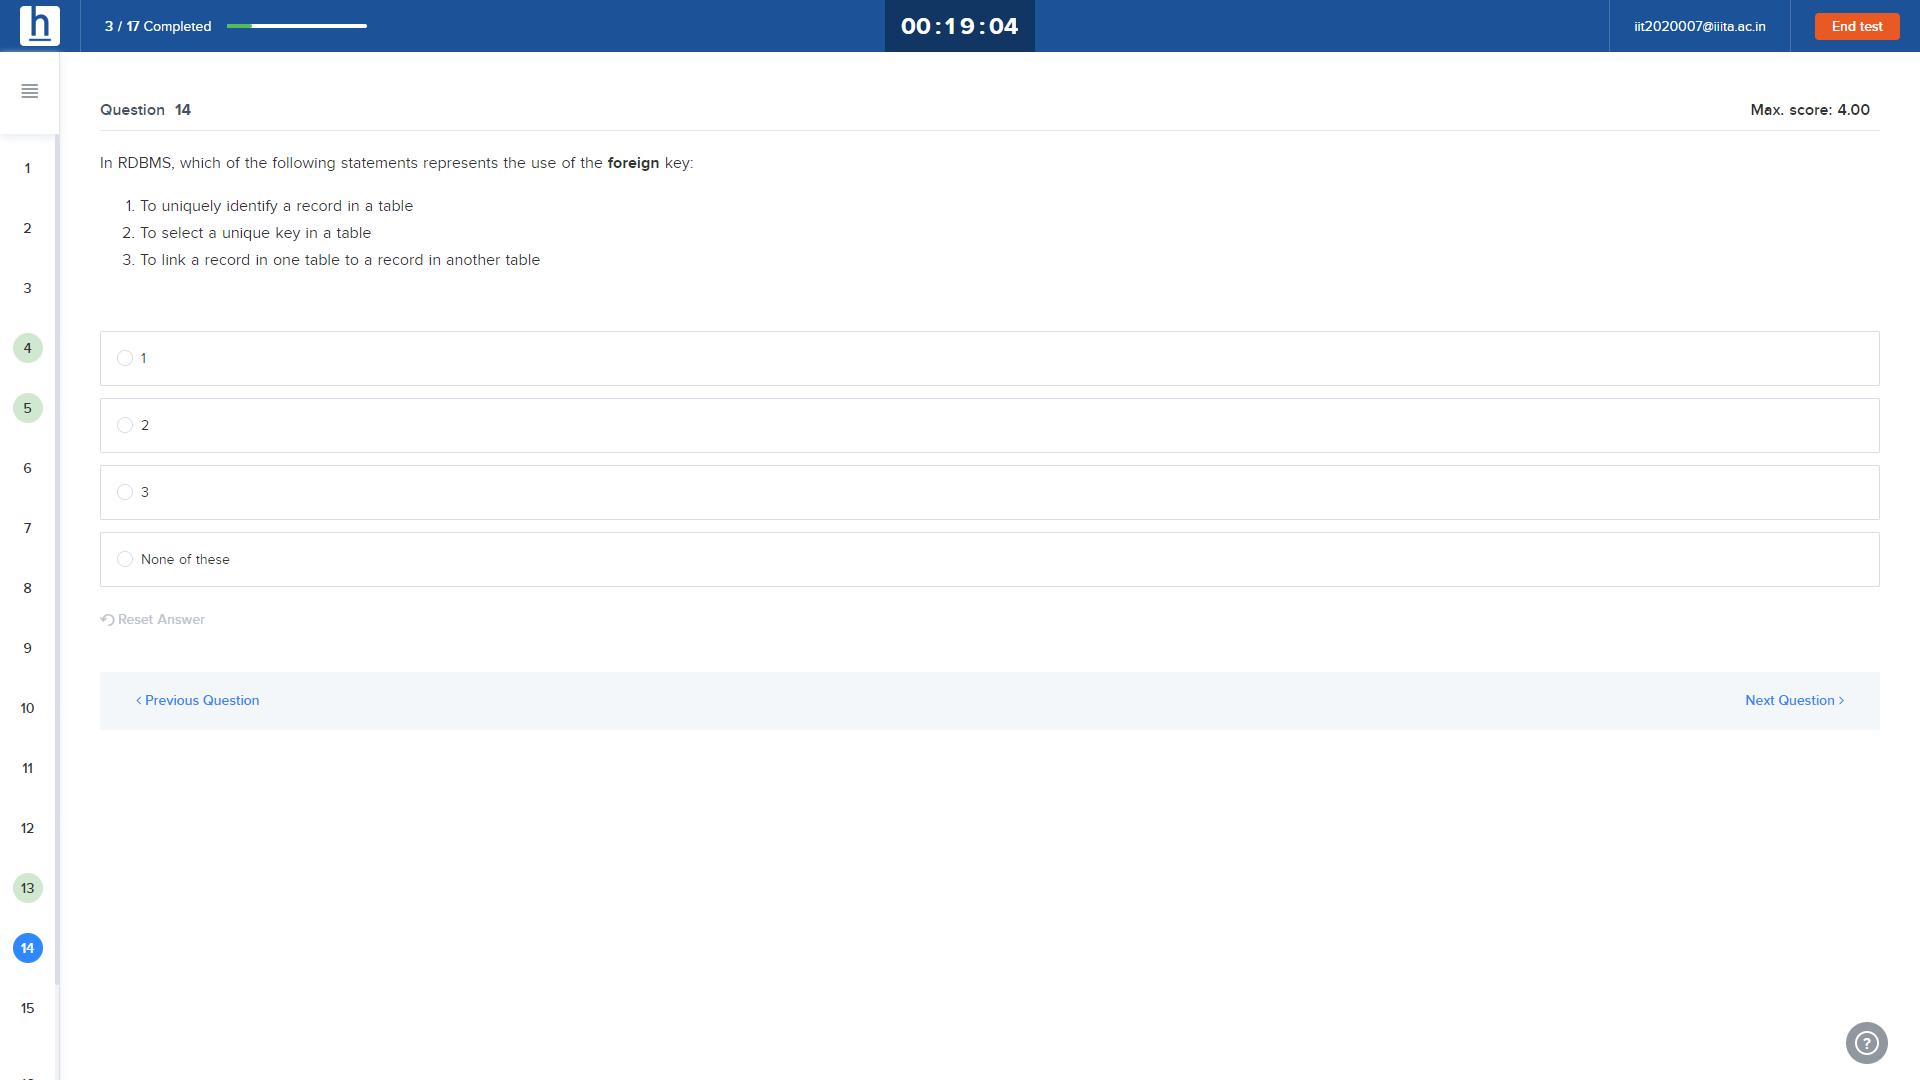 h
3 / 17 Completed
00:19:04
iit2020007@iiita.ac.in
End test
Question 14
Max. score: 4.00
In RDBMS, which of the following statements represents the use of the foreign key:
1. To uniquely identify a record in a table
2. To select a unique key in a table
3. To link a record in one table to a record in another table
1
2
3
None of these
Reset Answer
< Previous Question
Next Question >
1
2
3
4
5
6
7
8
9
10
11
12
13
14
15
?